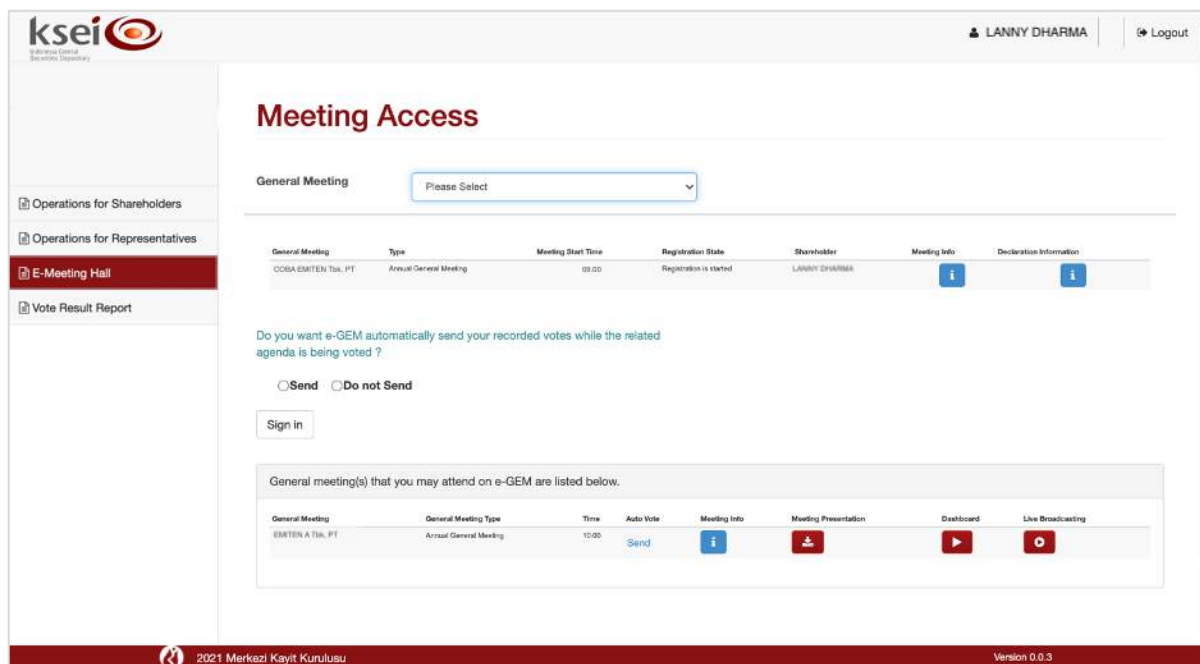 ksei
Indonesia Central
Securities Depository
LANNY DHARMA
Logout
Meeting Access
General Meeting
Please Select
Operations for Shareholders
Operations for Representatives
E-Meeting Hall
Vote Result Report
General Meeting Type Meeting Start Time Registration State Shareholder Meeting Info Declaration Information
COBA EMITEN Tbk, PT Annual General Meeting 09.00 Registration is started LANNY DHARMA
Do you want e-GEM automatically send your recorded votes while the related
agenda is being voted ?
Send Do not Send
Sign in
General meeting(s) that you may attend on e-GEM are listed below.
General Meeting General Meeting Type Time Auto Vote Meeting Info Meeting Presentation Dashboard Live Broadcasting
EMITEN A Tbk, PT Annual General Meeting 10:00 Send
2021 Merkezi Kayit Kurulusu
Version 0.0.3